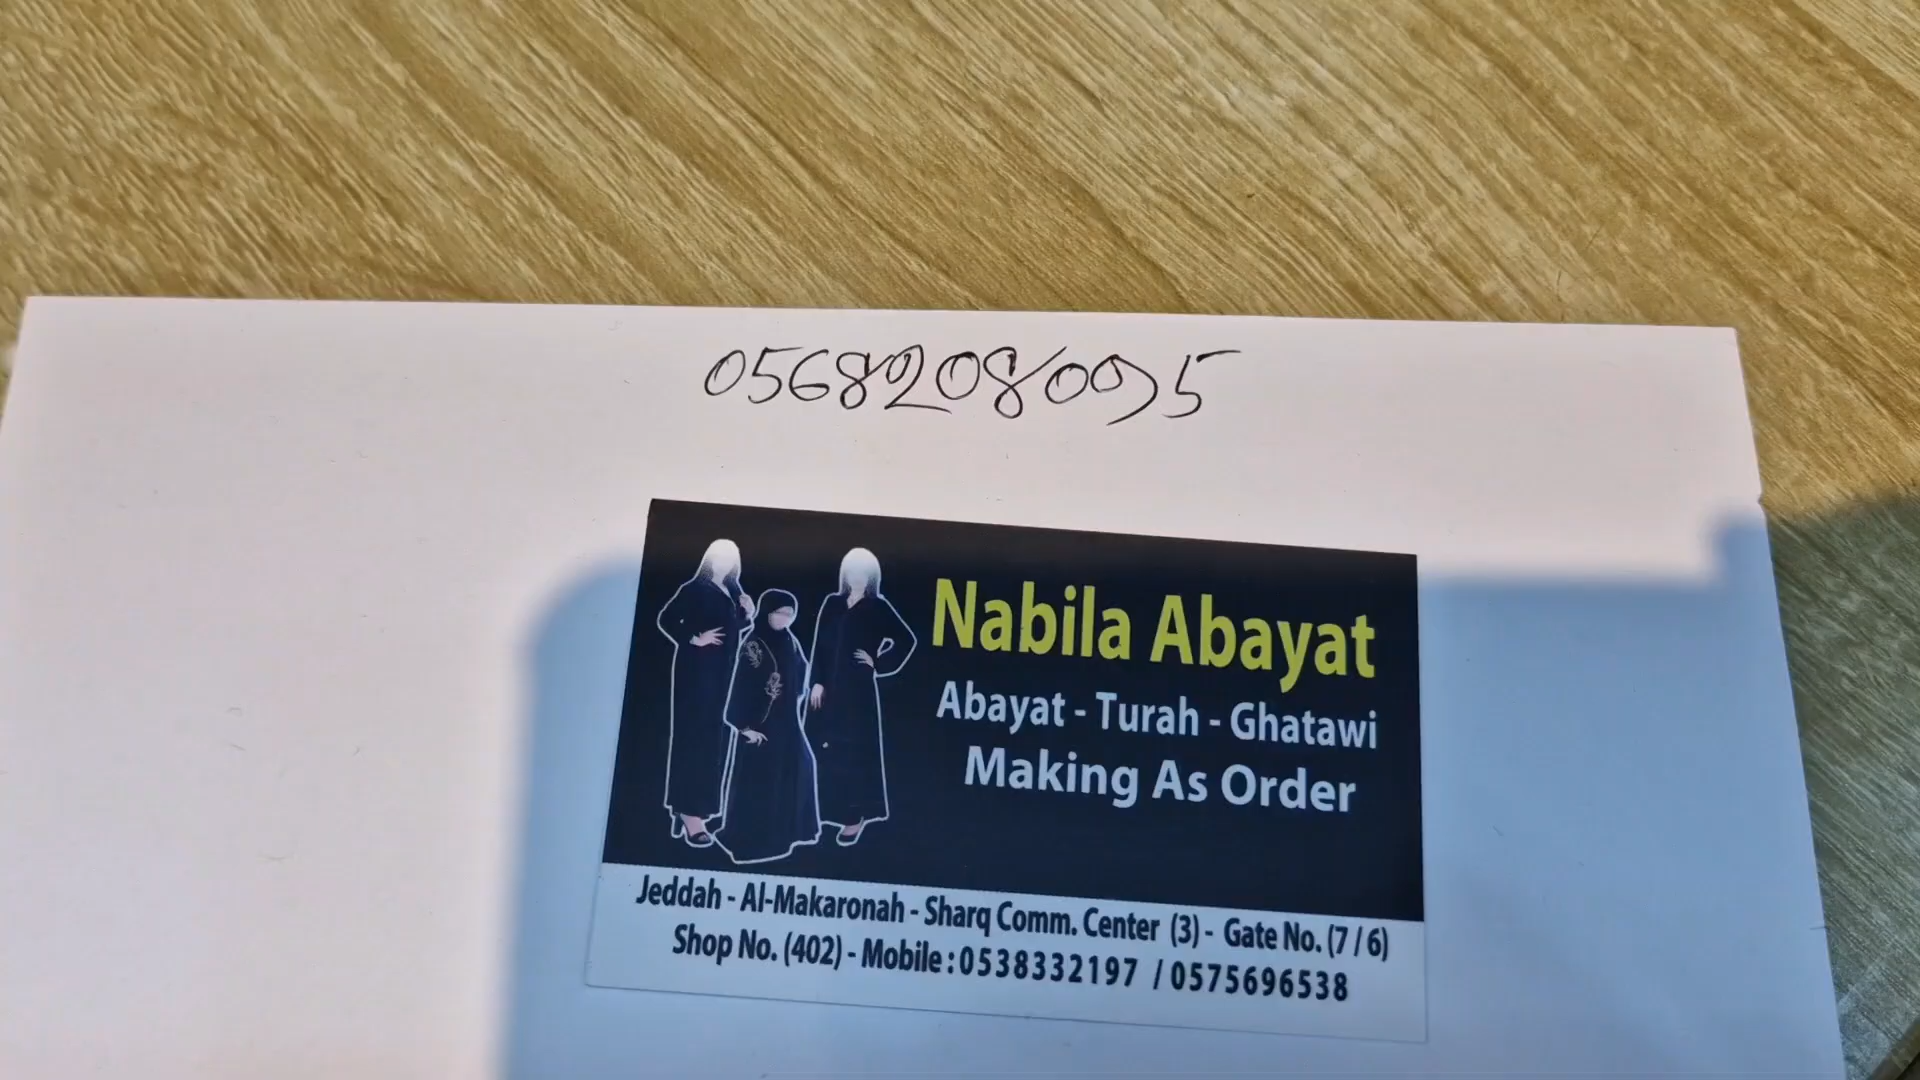 0568208095
Nabila Abayat
Abayat - Turah - Ghatawi
Making As Order
Jeddah - Al-Makaronah - Sharq Comm. Center (3) - Gate No. (7 / 6)
Shop No. (402) - Mobile : 0538332197 / 0575696538